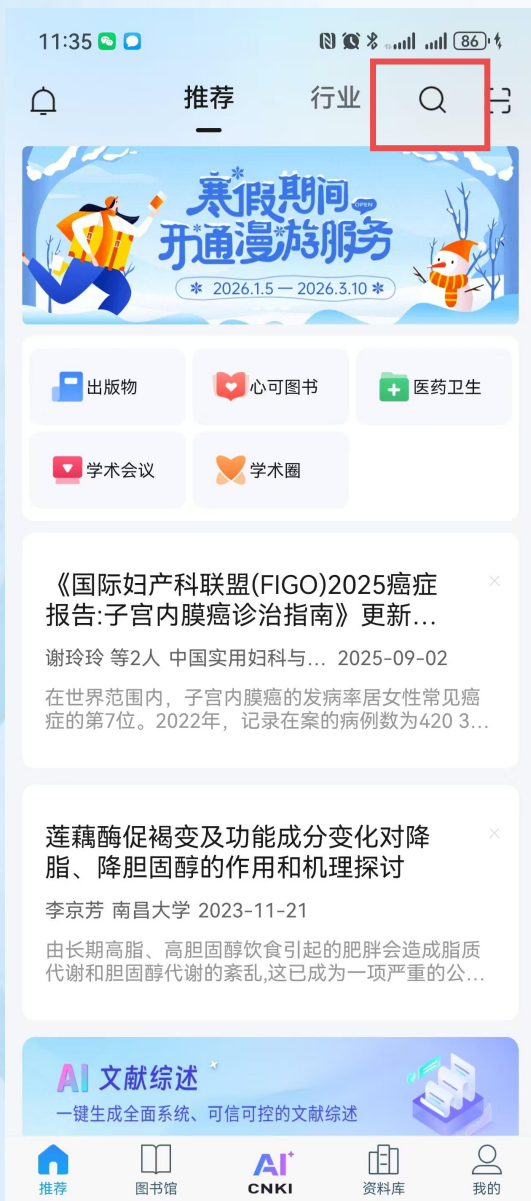 11:35
86
推荐
行业
寒假期间
OPEN
开通漫游服务
2026.1.5 — 2026.3.10
出版物
心可图书
医药卫生
学术会议
学术圈
《国际妇产科联盟(FIGO)2025癌症
报告:子宫内膜癌诊治指南》更新...
谢玲玲 等2人 中国实用妇科与... 2025-09-02
在世界范围内，子宫内膜癌的发病率居女性常见癌
症的第7位。2022年，记录在案的病例数为420 3...
莲藕酶促褐变及功能成分变化对降
脂、降胆固醇的作用和机理探讨
李京芳 南昌大学 2023-11-21
由长期高脂、高胆固醇饮食引起的肥胖会造成脂质
代谢和胆固醇代谢的紊乱,这已成为一项严重的公...
AI 文献综述
一键生成全面系统、可信可控的文献综述
推荐
图书馆
AI
CNKI
资料库
我的